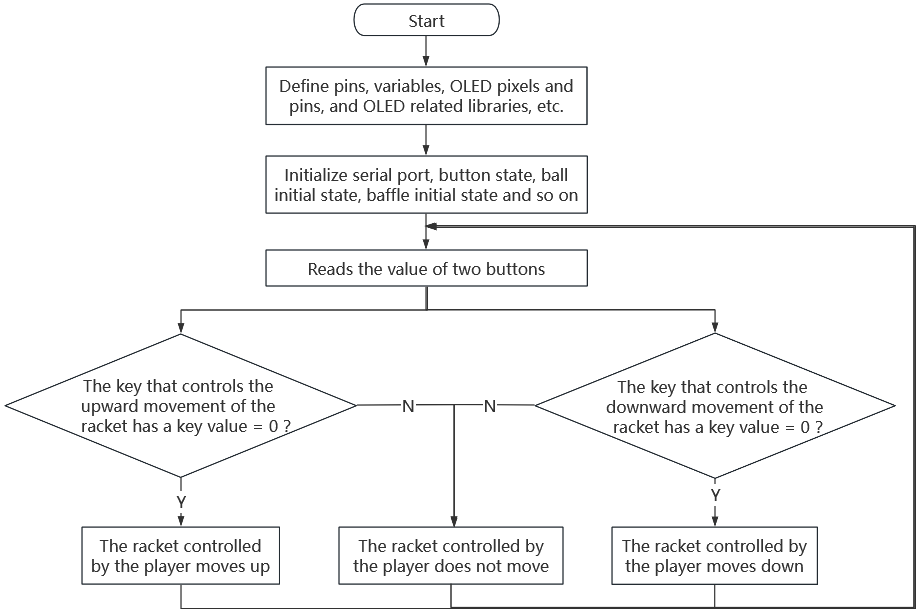 Start
Define pins, variables, OLED pixels and
pins, and OLED related libraries, etc.
Initialize serial port, button state, ball
initial state, baffle initial state and so on
Reads the value of two buttons
The key that controls the
upward movement of the
racket has a key value = 0 ?
N
N
The key that controls the
downward movement of the
racket has a key value = 0 ?
Y
Y
The racket controlled
by the player moves up
The racket controlled by
the player does not move
The racket controlled by
the player moves down